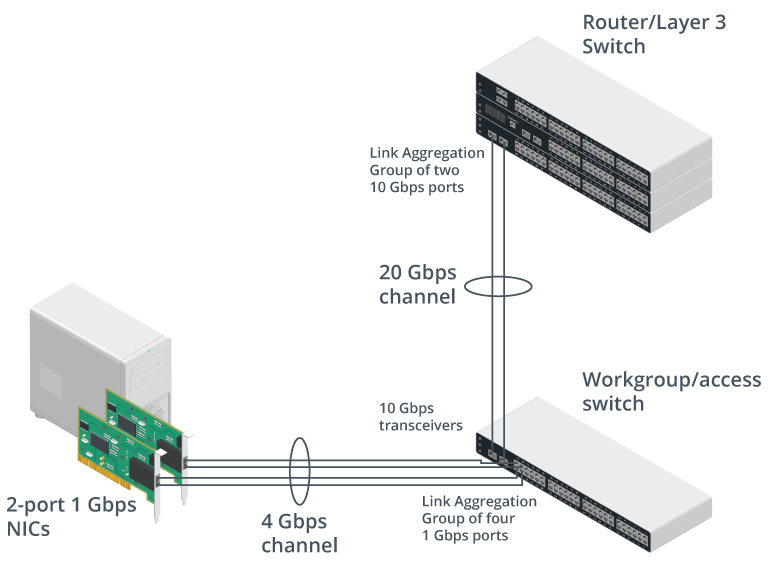 Router/Layer 3
Switch
Link Aggregation
Group of two
10 Gbps ports
20 Gbps
channel
Workgroup/access
switch
10 Gbps
transceivers
2-port 1 Gbps
NICs
4 Gbps
channel
Link Aggregation
Group of four
1 Gbps ports